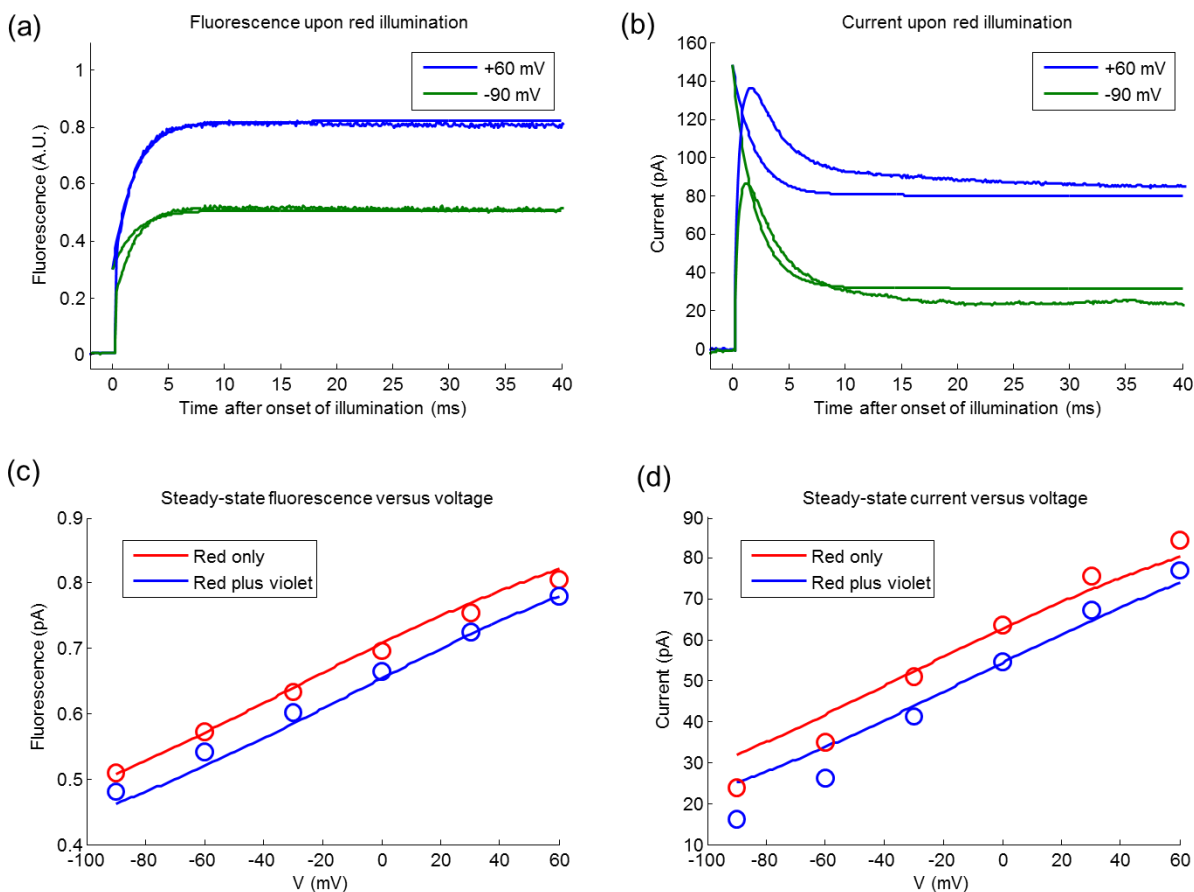 (a)
Fluorescence upon red illumination
+60 mV
-90 mV
Fluorescence (A.U.)
1
0.8
0.6
0.4
0.2
0
0 5 10 15 20 25 30 35 40
Time after onset of illumination (ms)
(b)
Current upon red illumination
+60 mV
-90 mV
Current (pA)
160
140
120
100
80
60
40
20
0
0 5 10 15 20 25 30 35 40
Time after onset of illumination (ms)
(c)
Steady-state fluorescence versus voltage
Red only
Red plus violet
Fluorescence (pA)
0.9
0.8
0.7
0.6
0.5
0.4
-100 -80 -60 -40 -20 0 20 40 60
V (mV)
(d)
Steady-state current versus voltage
Red only
Red plus violet
Current (pA)
90
80
70
60
50
40
30
20
10
-100 -80 -60 -40 -20 0 20 40 60
V (mV)